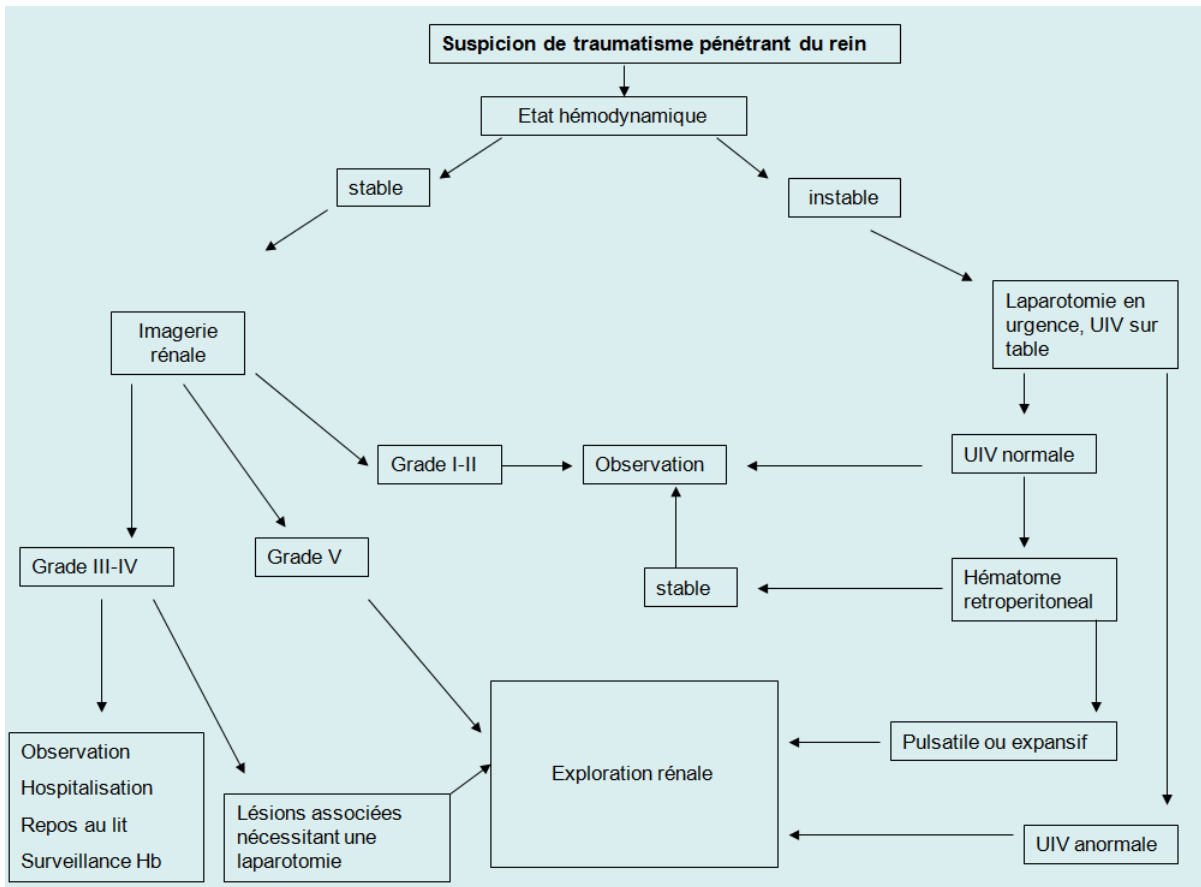 Suspicion de traumatisme pénétrant du rein
Etat hémodynamique
stable
instable
Imagerie
rénale
Laparotomie en
urgence, UIV sur
table
Grade I-II
Observation
UIV normale
Grade III-IV
Grade V
stable
Hématome
retroperitoneal
Observation
Hospitalisation
Repos au lit
Surveillance Hb
Lésions associées
nécessitant une
laparotomie
Exploration rénale
Pulsatile ou expansif
UIV anormale